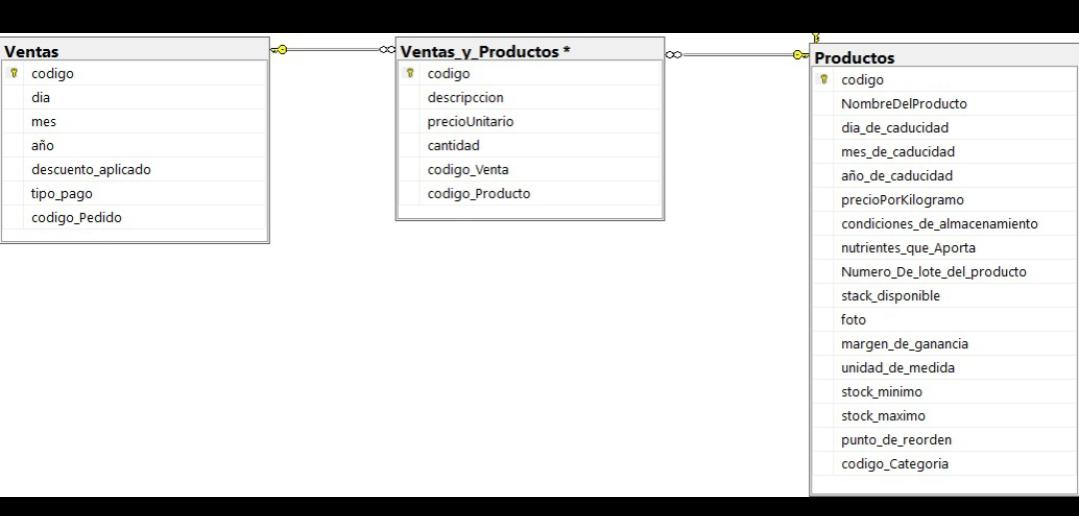 Ventas
codigo
dia
mes
año
descuento_aplicado
tipo_pago
codigo_Pedido
Ventas_y_Productos *
codigo
descripccion
precioUnitario
cantidad
codigo_Venta
codigo_Producto
Productos
codigo
NombreDelProducto
dia_de_caducidad
mes_de_caducidad
año_de_caducidad
precioPorKilogramo
condiciones_de_almacenamiento
nutrientes_que_Aporta
Numero_De_lote_del_producto
stack_disponible
foto
margen_de_ganancia
unidad_de_medida
stock_minimo
stock_maximo
punto_de_reorden
codigo_Categoria